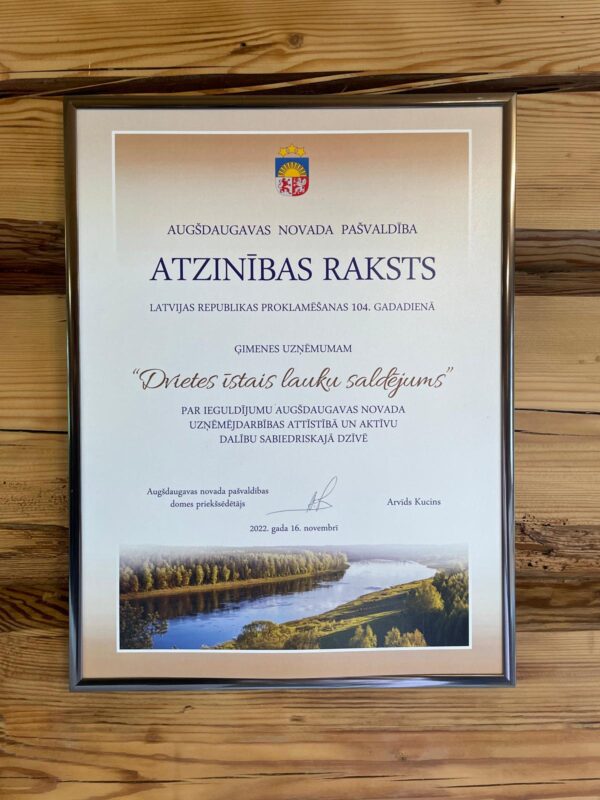 AUGŠDAUGAVAS NOVADA PAŠVALDĪBA
ATZINĪBAS RAKSTS
LATVIJAS REPUBLIKAS PROKLAMĒŠANAS 104. GADADIENĀ
ĢIMENES UZŅĒMUMAM
“Dvietes īstais lauku saldējums”
PAR IEGULDĪJUMU AUGŠDAUGAVAS NOVADA
UZŅĒMĒJDARBĪBAS ATTĪSTĪBĀ UN AKTĪVU
DALĪBU SABIEDRISKAJĀ DZĪVĒ
Augšdaugavas novada pašvaldības
domes priekšsēdētājs
Arvīds Kucins
2022. gada 16. novembrī